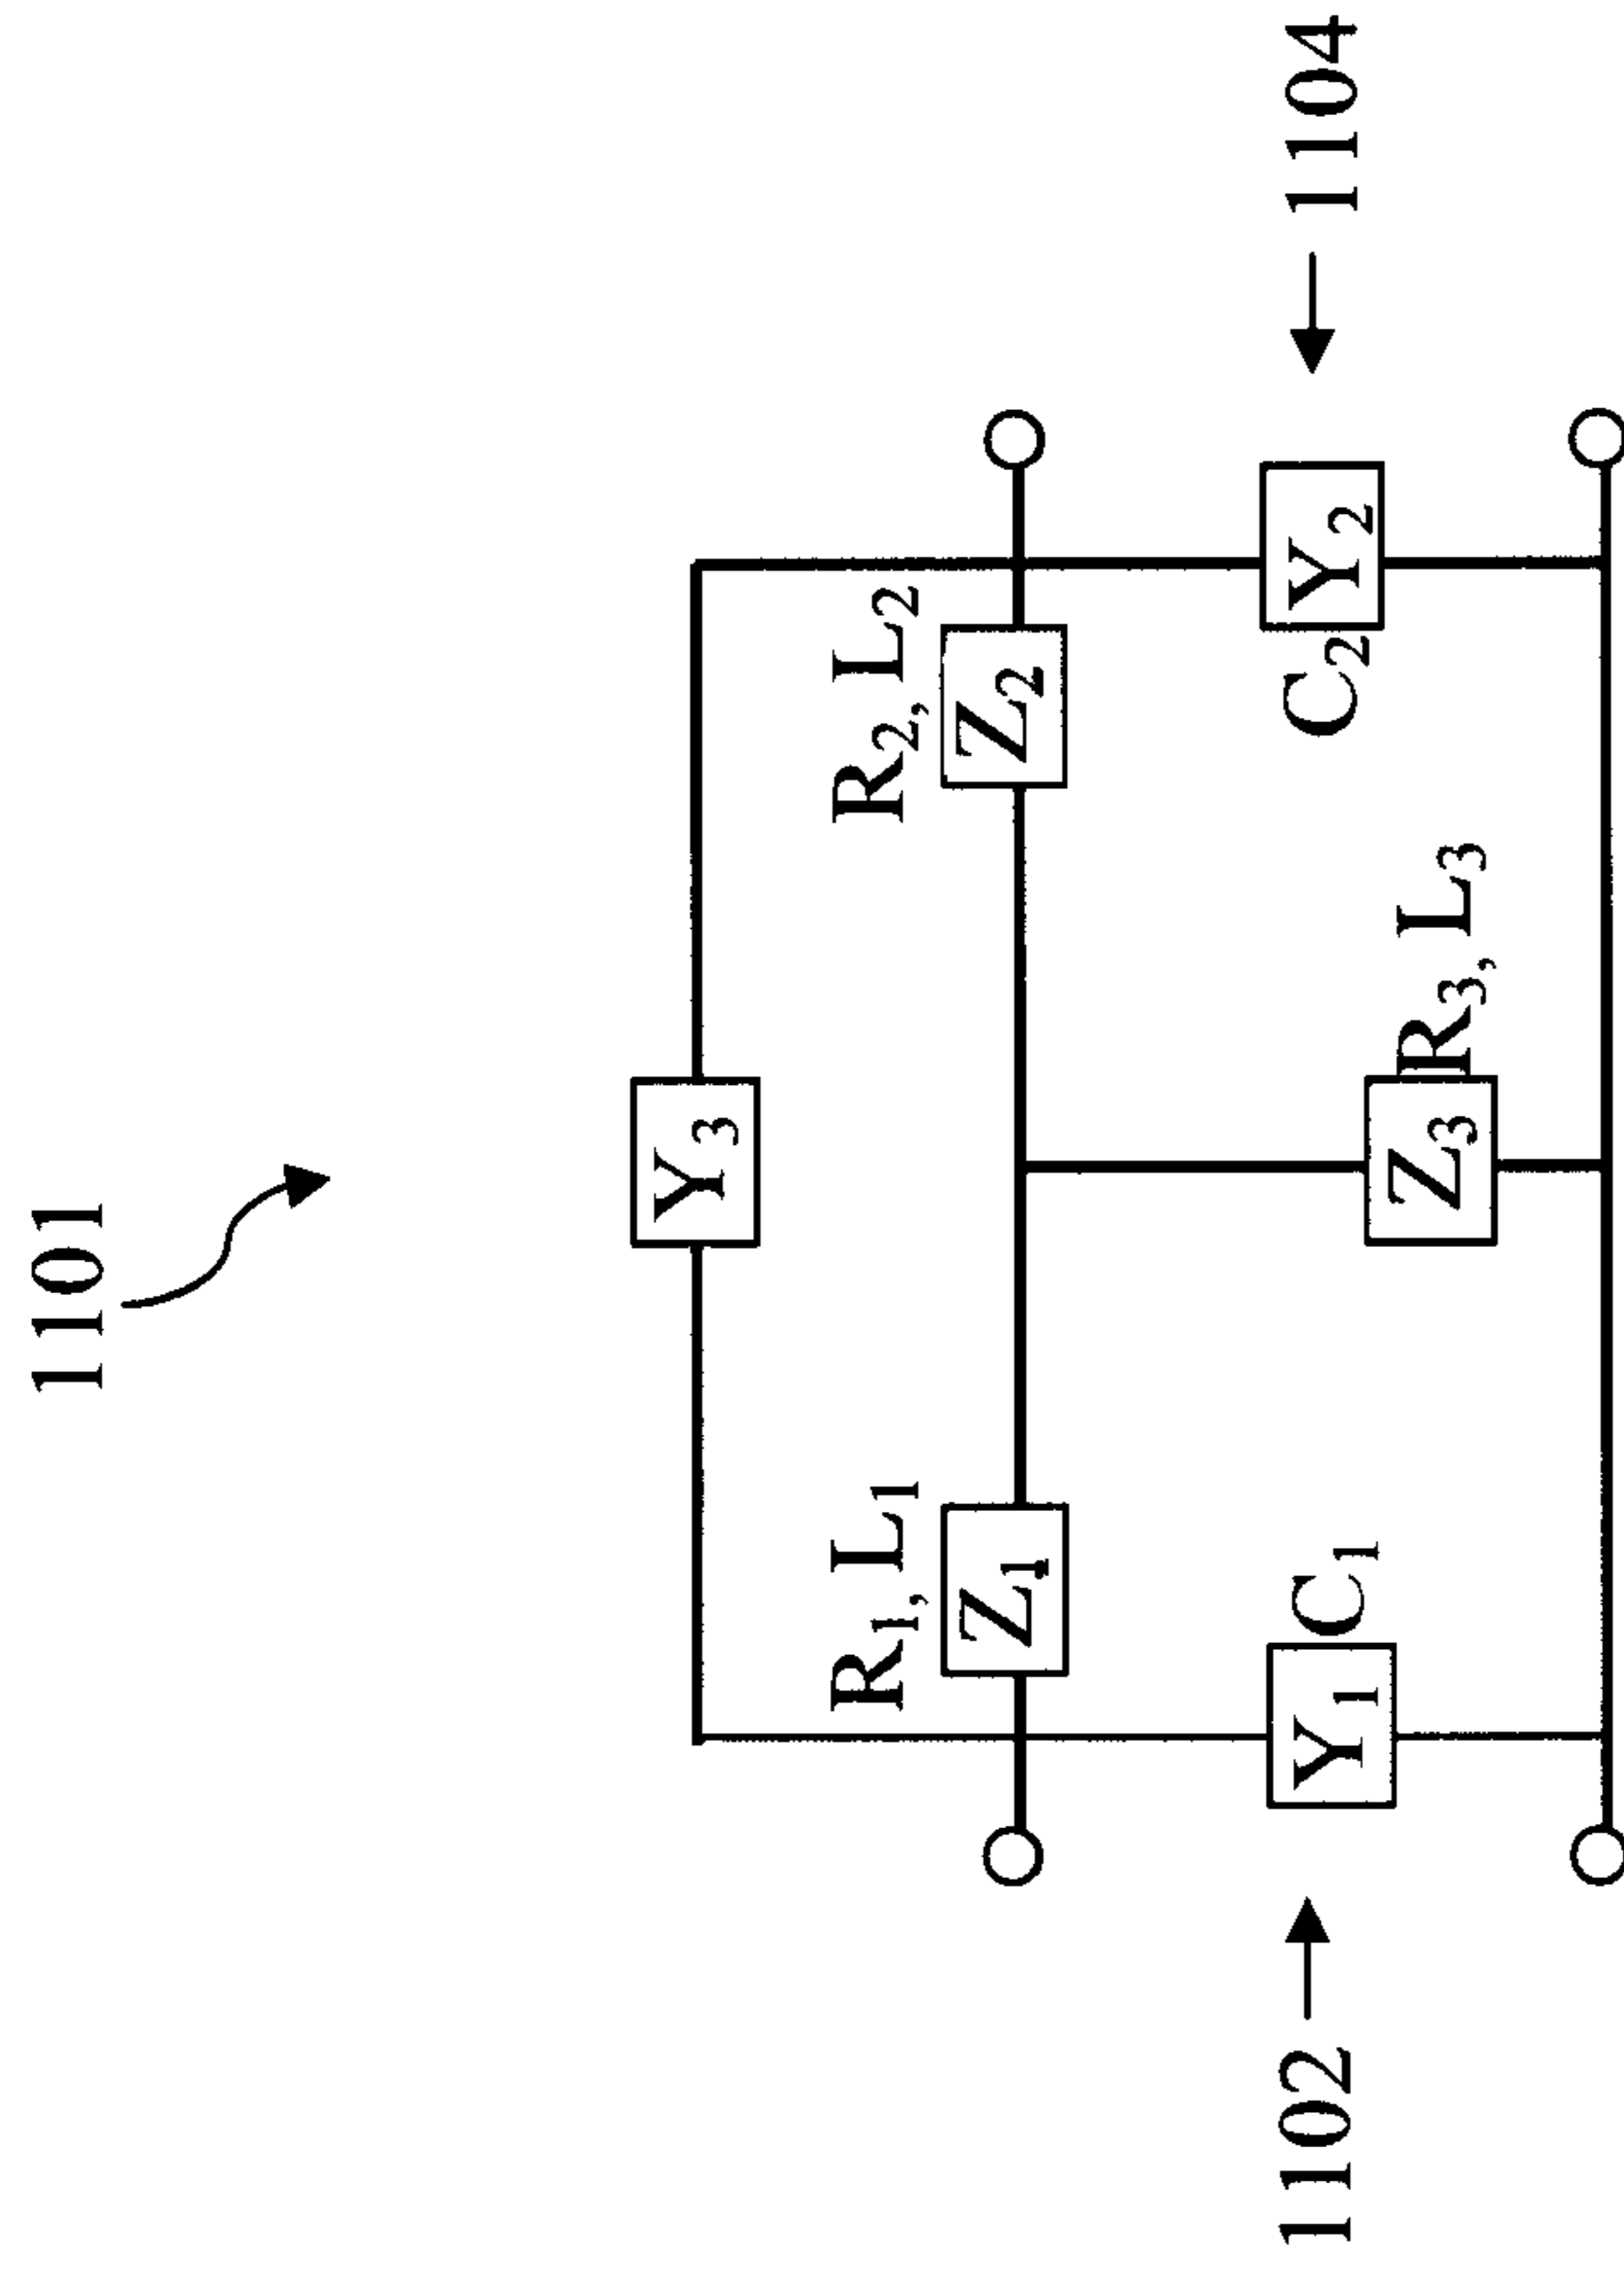 1101
Y3
R1, L1
R2, L2
Z1
Z2
1102
Y1
C1
Z3
R3, L3
C2
Y2
1104